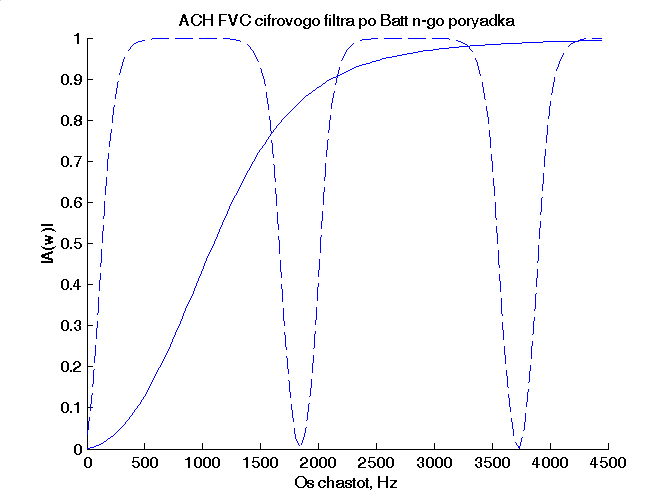 ACH FVC cifrovogo filtra po Batt n-go poryadka
|A(w)|
1
0.9
0.8
0.7
0.6
0.5
0.4
0.3
0.2
0.1
0
0 500 1000 1500 2000 2500 3000 3500 4000 4500
Os chastot, Hz